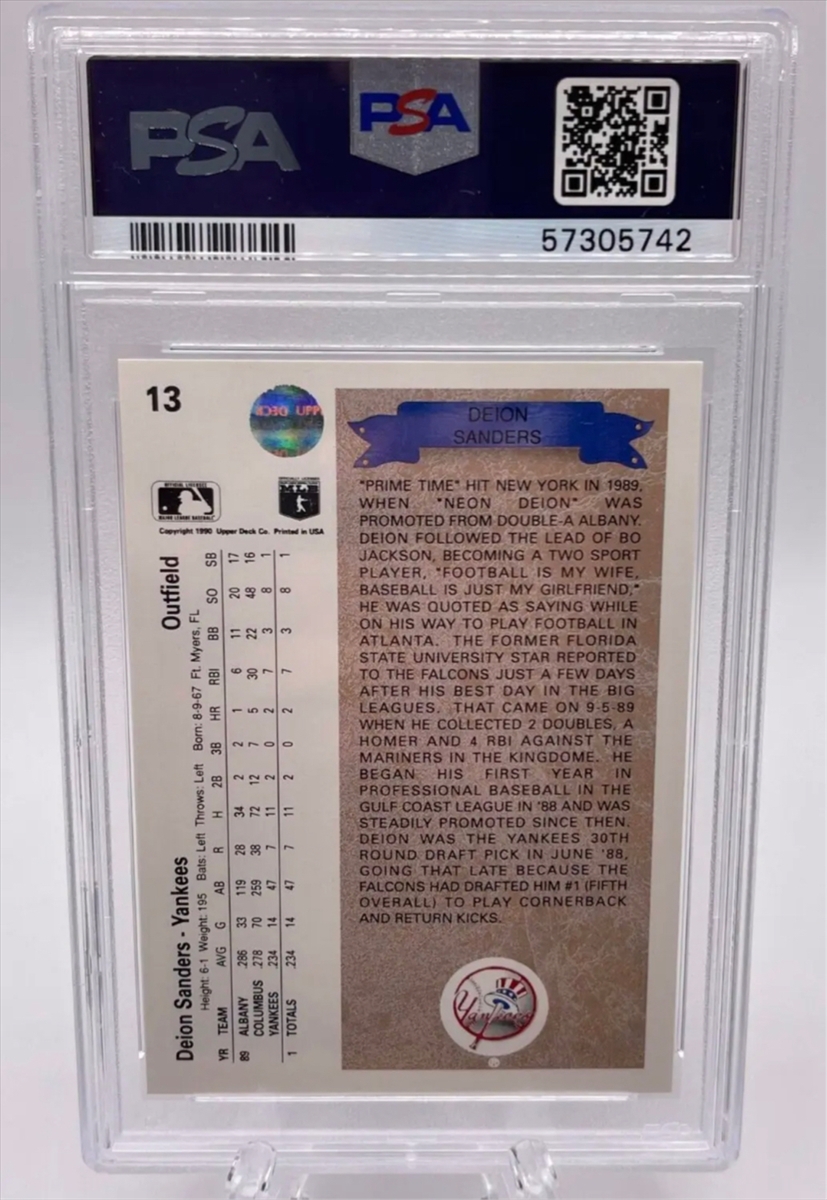 PSA
PSA
57305742
13
UPP
DECK
DEION
SANDERS
"PRIME TIME" HIT NEW YORK IN 1989,
WHEN "NEON DEION" WAS
PROMOTED FROM DOUBLE-A ALBANY.
DEION FOLLOWED THE LEAD OF BO
JACKSON, BECOMING A TWO SPORT
PLAYER, "FOOTBALL IS MY WIFE,
BASEBALL IS JUST MY GIRLFRIEND,"
HE WAS QUOTED AS SAYING WHILE
ON HIS WAY TO PLAY FOOTBALL IN
ATLANTA. THE FORMER FLORIDA
STATE UNIVERSITY STAR REPORTED
TO THE FALCONS JUST A FEW DAYS
AFTER HIS BEST DAY IN THE BIG
LEAGUES. THAT CAME ON 9-5-89
WHEN HE COLLECTED 2 DOUBLES, A
HOMER AND 4 RBI AGAINST THE
MARINERS IN THE KINGDOME. HE
BEGAN HIS FIRST YEAR IN
PROFESSIONAL BASEBALL IN THE
GULF COAST LEAGUE IN '88 AND WAS
STEADILY PROMOTED SINCE THEN.
DEION WAS THE YANKEES 30TH
ROUND DRAFT PICK IN JUNE '88,
GOING THAT LATE BECAUSE THE
FALCONS HAD DRAFTED HIM #1 (FIFTH
OVERALL) TO PLAY CORNERBACK
AND RETURN KICKS.
Yankees
®
Copyright 1990 Upper Deck Co. Printed in USA
Deion Sanders - Yankees Outfield
Height: 6-1 Weight: 195 Bats: Left Throws: Left Born: 8-9-67 Ft. Myers, FL
YR TEAM AVG G AB R H 2B 3B HR RBI BB SO SB
89 ALBANY .286 33 119 28 34 2 2 1 6 11 20 17
COLUMBUS .278 70 259 38 72 12 7 5 30 22 48 16
YANKEES .234 14 47 7 11 2 0 2 7 3 8 1
1 TOTALS .234 14 47 7 11 2 0 2 7 3 8 1